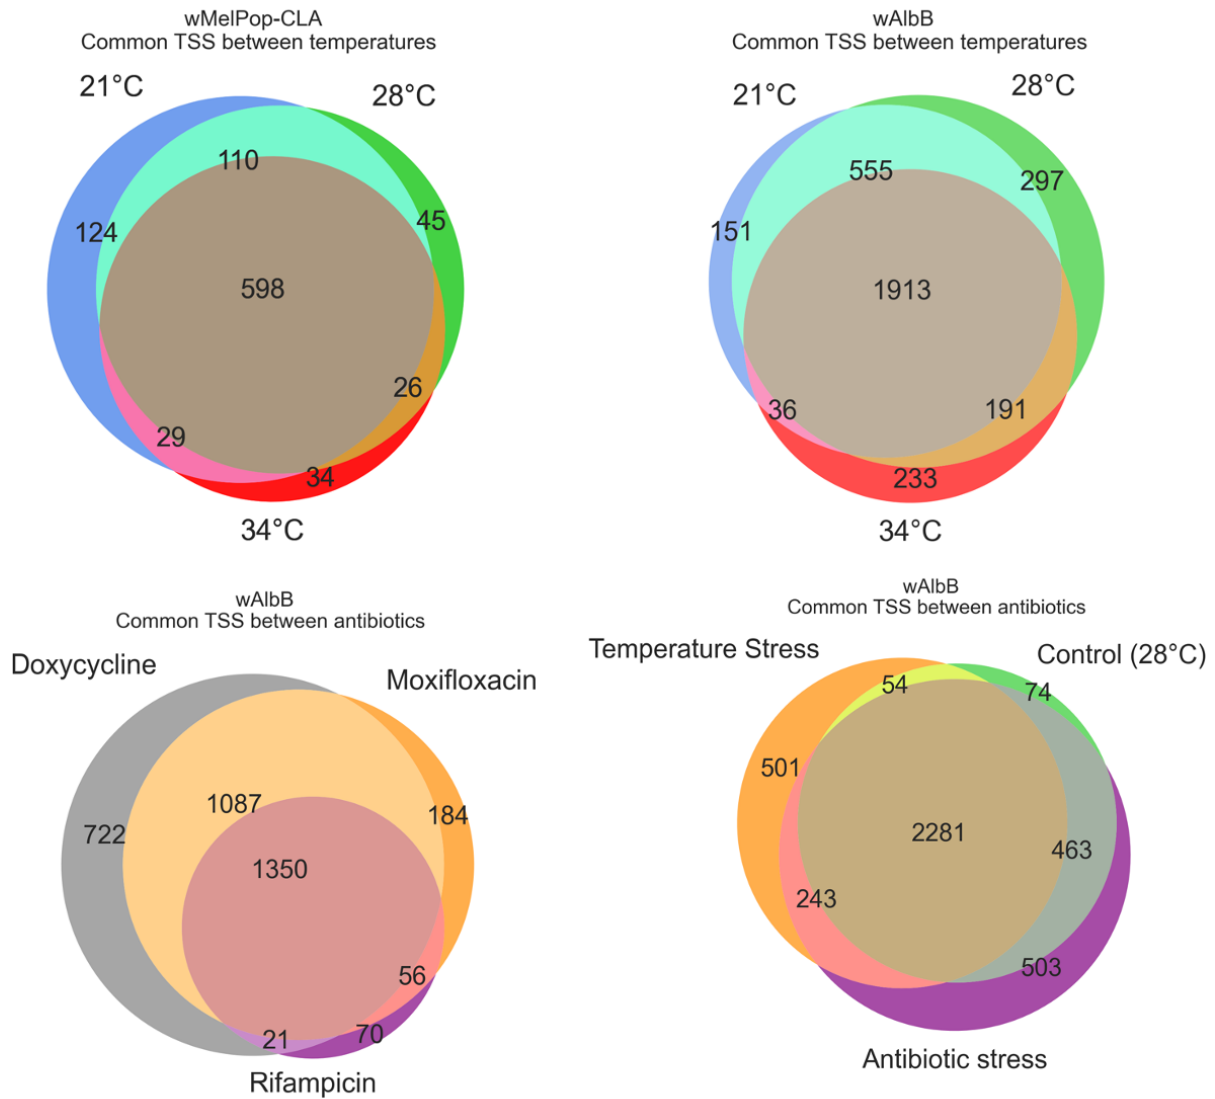 wMelPop-CLA
Common TSS between temperatures
21°C
28°C
110
45
124
598
26
29
34
34°C
wAlbB
Common TSS between temperatures
21°C
28°C
555
297
151
1913
36
191
233
34°C
wAlbB
Common TSS between antibiotics
Doxycycline
Moxifloxacin
1087
184
722
1350
56
21
70
Rifampicin
wAlbB
Common TSS between antibiotics
Temperature Stress
Control (28°C)
54
74
501
2281
463
243
503
Antibiotic stress